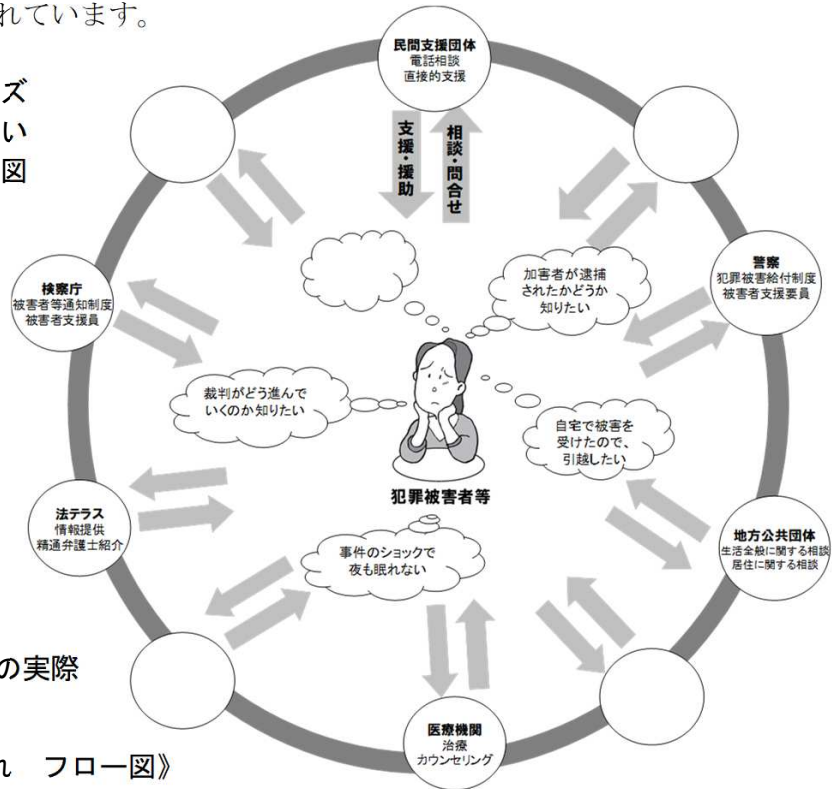 れています。
ズ
い
図
民間支援団体
電話相談
直接的支援
支援・援助
相談・問合せ
検察庁
被害者等通知制度
被害者支援員
加害者が逮捕
されたかどうか
知りたい
警察
犯罪被害給付制度
被害者支援要員
裁判がどう進んで
いくのか知りたい
自宅で被害を
受けたので、
引越したい
犯罪被害者等
法テラス
情報提供
精通弁護士紹介
事件のショックで
夜も眠れない
地方公共団体
生活全般に関する相談
居住に関する相談
の実際
医療機関
治療
カウンセリング
れ　フロー図》